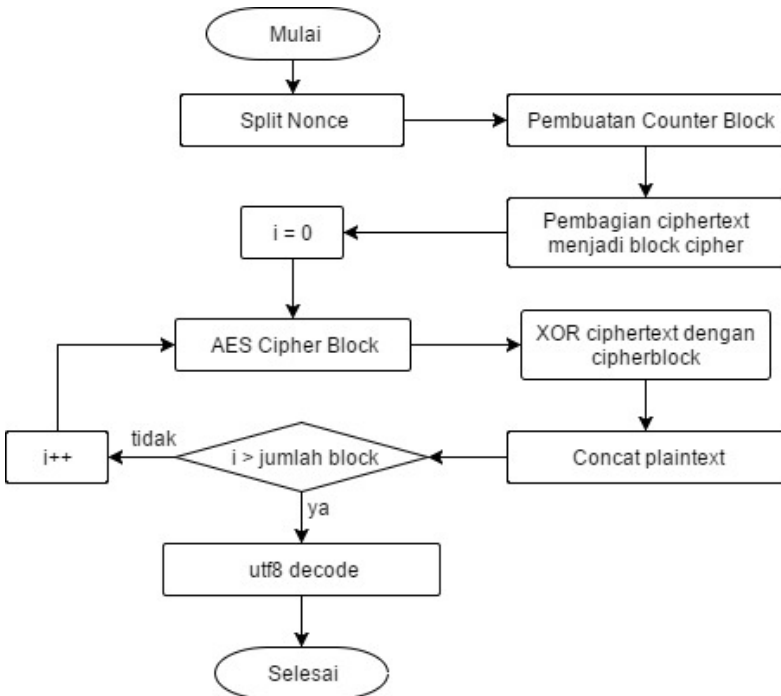 Mulai
Split Nonce
Pembuatan Counter Block
Pembagian ciphertext
menjadi block cipher
i = 0
AES Cipher Block
XOR ciphertext dengan
cipherblock
Concat plaintext
i > jumlah block
tidak
i++
ya
utf8 decode
Selesai